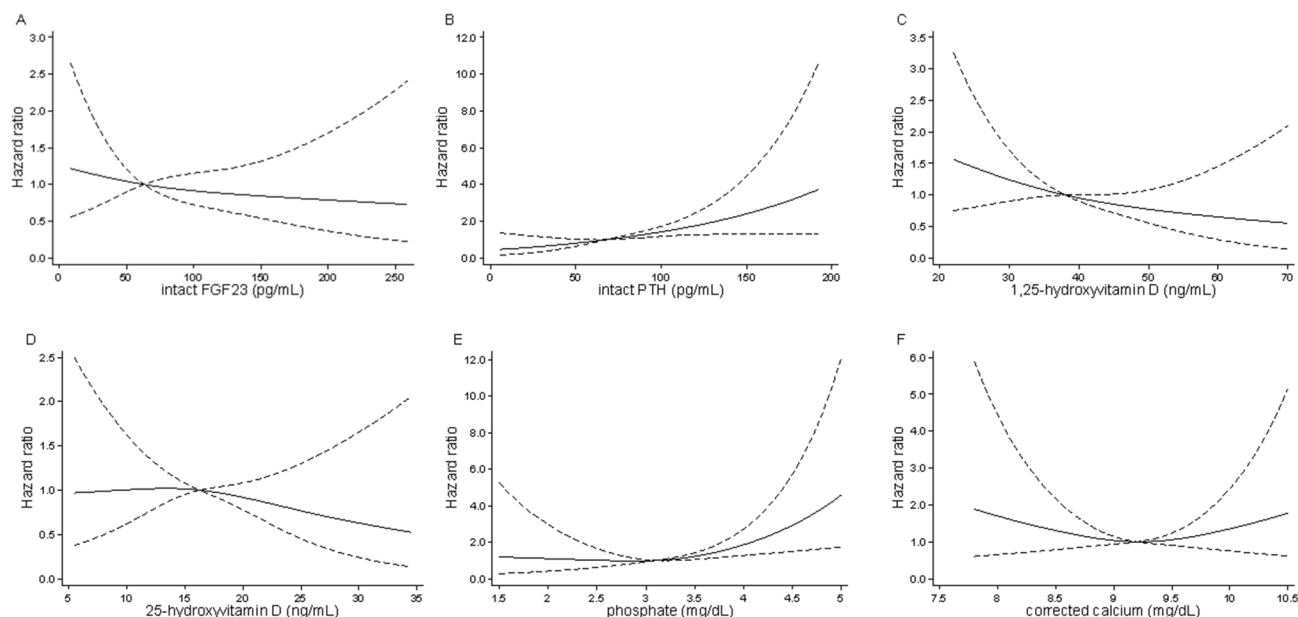 A
3.0
2.5
2.0
1.5
1.0
0.5
0.0
Hazard ratio
0 50 100 150 200 250
intact FGF23 (pg/mL)
B
12.0
10.0
8.0
6.0
4.0
2.0
0.0
Hazard ratio
0 50 100 150 200
intact PTH (pg/mL)
C
3.5
3.0
2.5
2.0
1.5
1.0
0.5
0.0
Hazard ratio
20 30 40 50 60 70
1,25-hydroxyvitamin D (ng/mL)
D
2.5
2.0
1.5
1.0
0.5
0.0
Hazard ratio
5 10 15 20 25 30 35
25-hydroxyvitamin D (ng/mL)
E
12.0
10.0
8.0
6.0
4.0
2.0
0.0
Hazard ratio
1.5 2 2.5 3 3.5 4 4.5 5
phosphate (mg/dL)
F
6.0
5.0
4.0
3.0
2.0
1.0
0.0
Hazard ratio
7.5 8 8.5 9 9.5 10 10.5
corrected calcium (mg/dL)